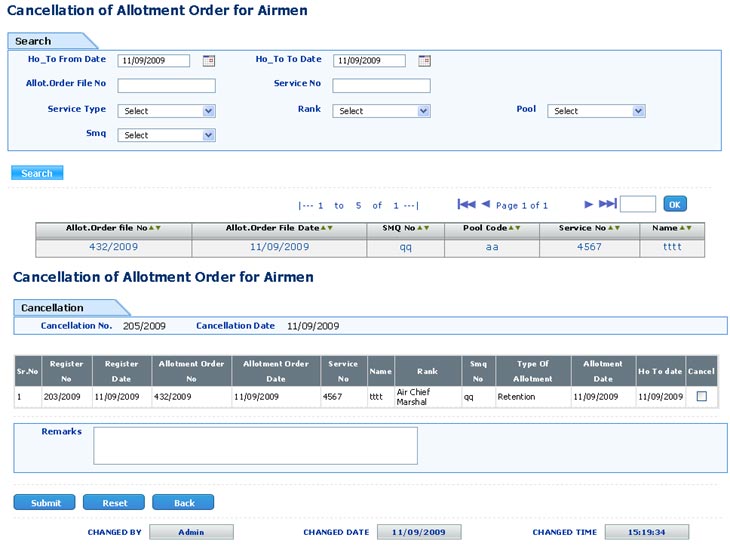 Cancellation of Allotment Order for Airmen
Search
Ho_To From Date 11/09/2009 Ho_To To Date 11/09/2009
Allot.Order File No Service No
Service Type Select Rank Select Pool Select
Smq Select
Search
|--- 1 to 5 of 1 ---| Page 1 of 1 OK
Allot.Order file No Allot.Order File Date SMQ No Pool Code Service No Name
432/2009 11/09/2009 qq aa 4567 tttt
Cancellation of Allotment Order for Airmen
Cancellation
Cancellation No. 205/2009 Cancellation Date 11/09/2009
Sr.No Register No Register Date Allotment Order No Allotment Order Date Service No Name Rank Smq No Type Of Allotment Allotment Date Ho To date Cancel
1 203/2009 11/09/2009 432/2009 11/09/2009 4567 tttt Air Chief Marshal qq Retention 11/09/2009 11/09/2009
Remarks
Submit Reset Back
CHANGED BY Admin CHANGED DATE 11/09/2009 CHANGED TIME 15:19:34